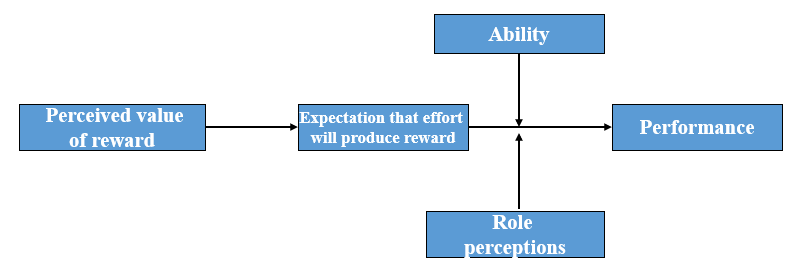 Ability
Perceived value
of reward
Expectation that effort
will produce reward
Performance
Role
perceptions